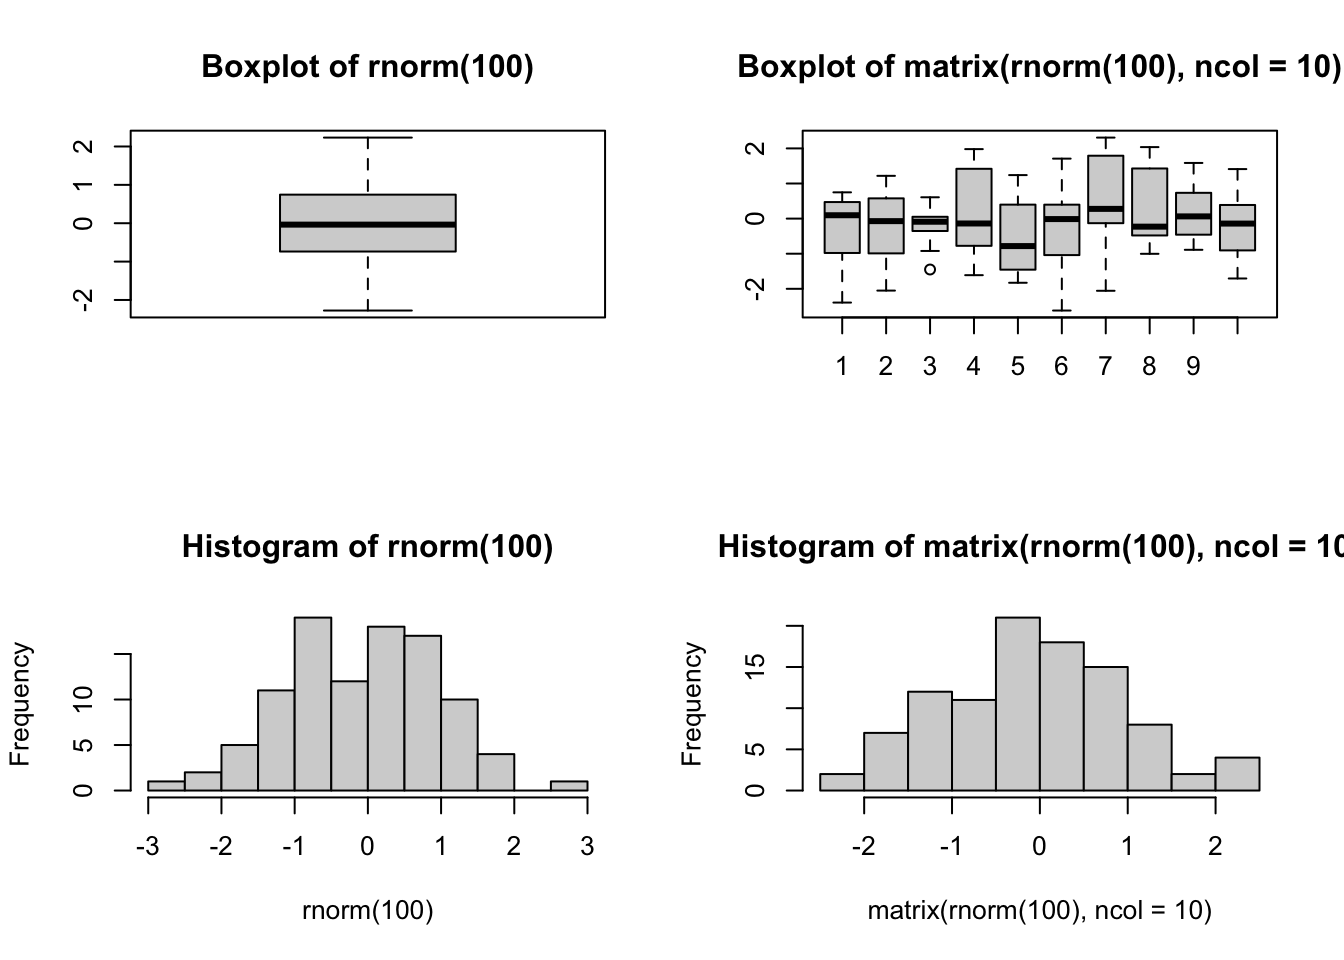 Boxplot of rnorm(100)
2
1
0
-2
Boxplot of matrix(rnorm(100), ncol = 10)
2
0
-2
1 2 3 4 5 6 7 8 9
Histogram of rnorm(100)
Frequency
10
5
0
-3 -2 -1 0 1 2 3
rnorm(100)
Histogram of matrix(rnorm(100), ncol = 10
Frequency
15
5
0
-2 -1 0 1 2
matrix(rnorm(100), ncol = 10)